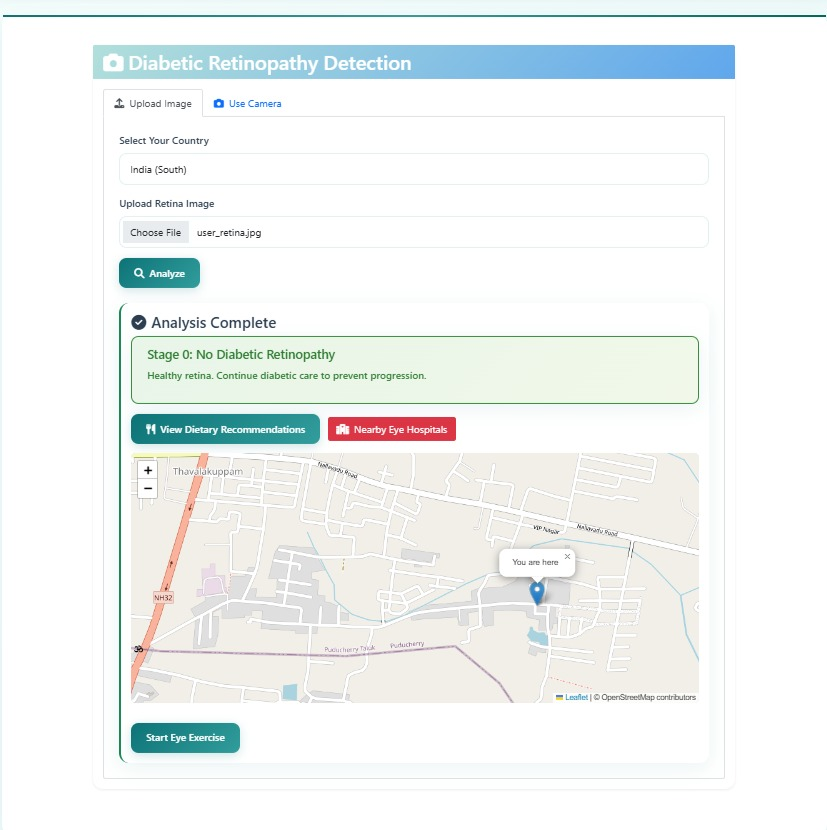 Diabetic Retinopathy Detection
Upload Image
Use Camera
Select Your Country
India (South)
Upload Retina Image
Choose File user_retina.jpg
Analyze
Analysis Complete
Stage 0: No Diabetic Retinopathy
Healthy retina. Continue diabetic care to prevent progression.
View Dietary Recommendations
Nearby Eye Hospitals
+
−
Thavalakuppam
Nallavadu Road
VIP Nagar
Nallavadu Road
You are here
×
NH32
Puducherry Taluk
Puducherry
Leaflet | © OpenStreetMap contributors
Start Eye Exercise